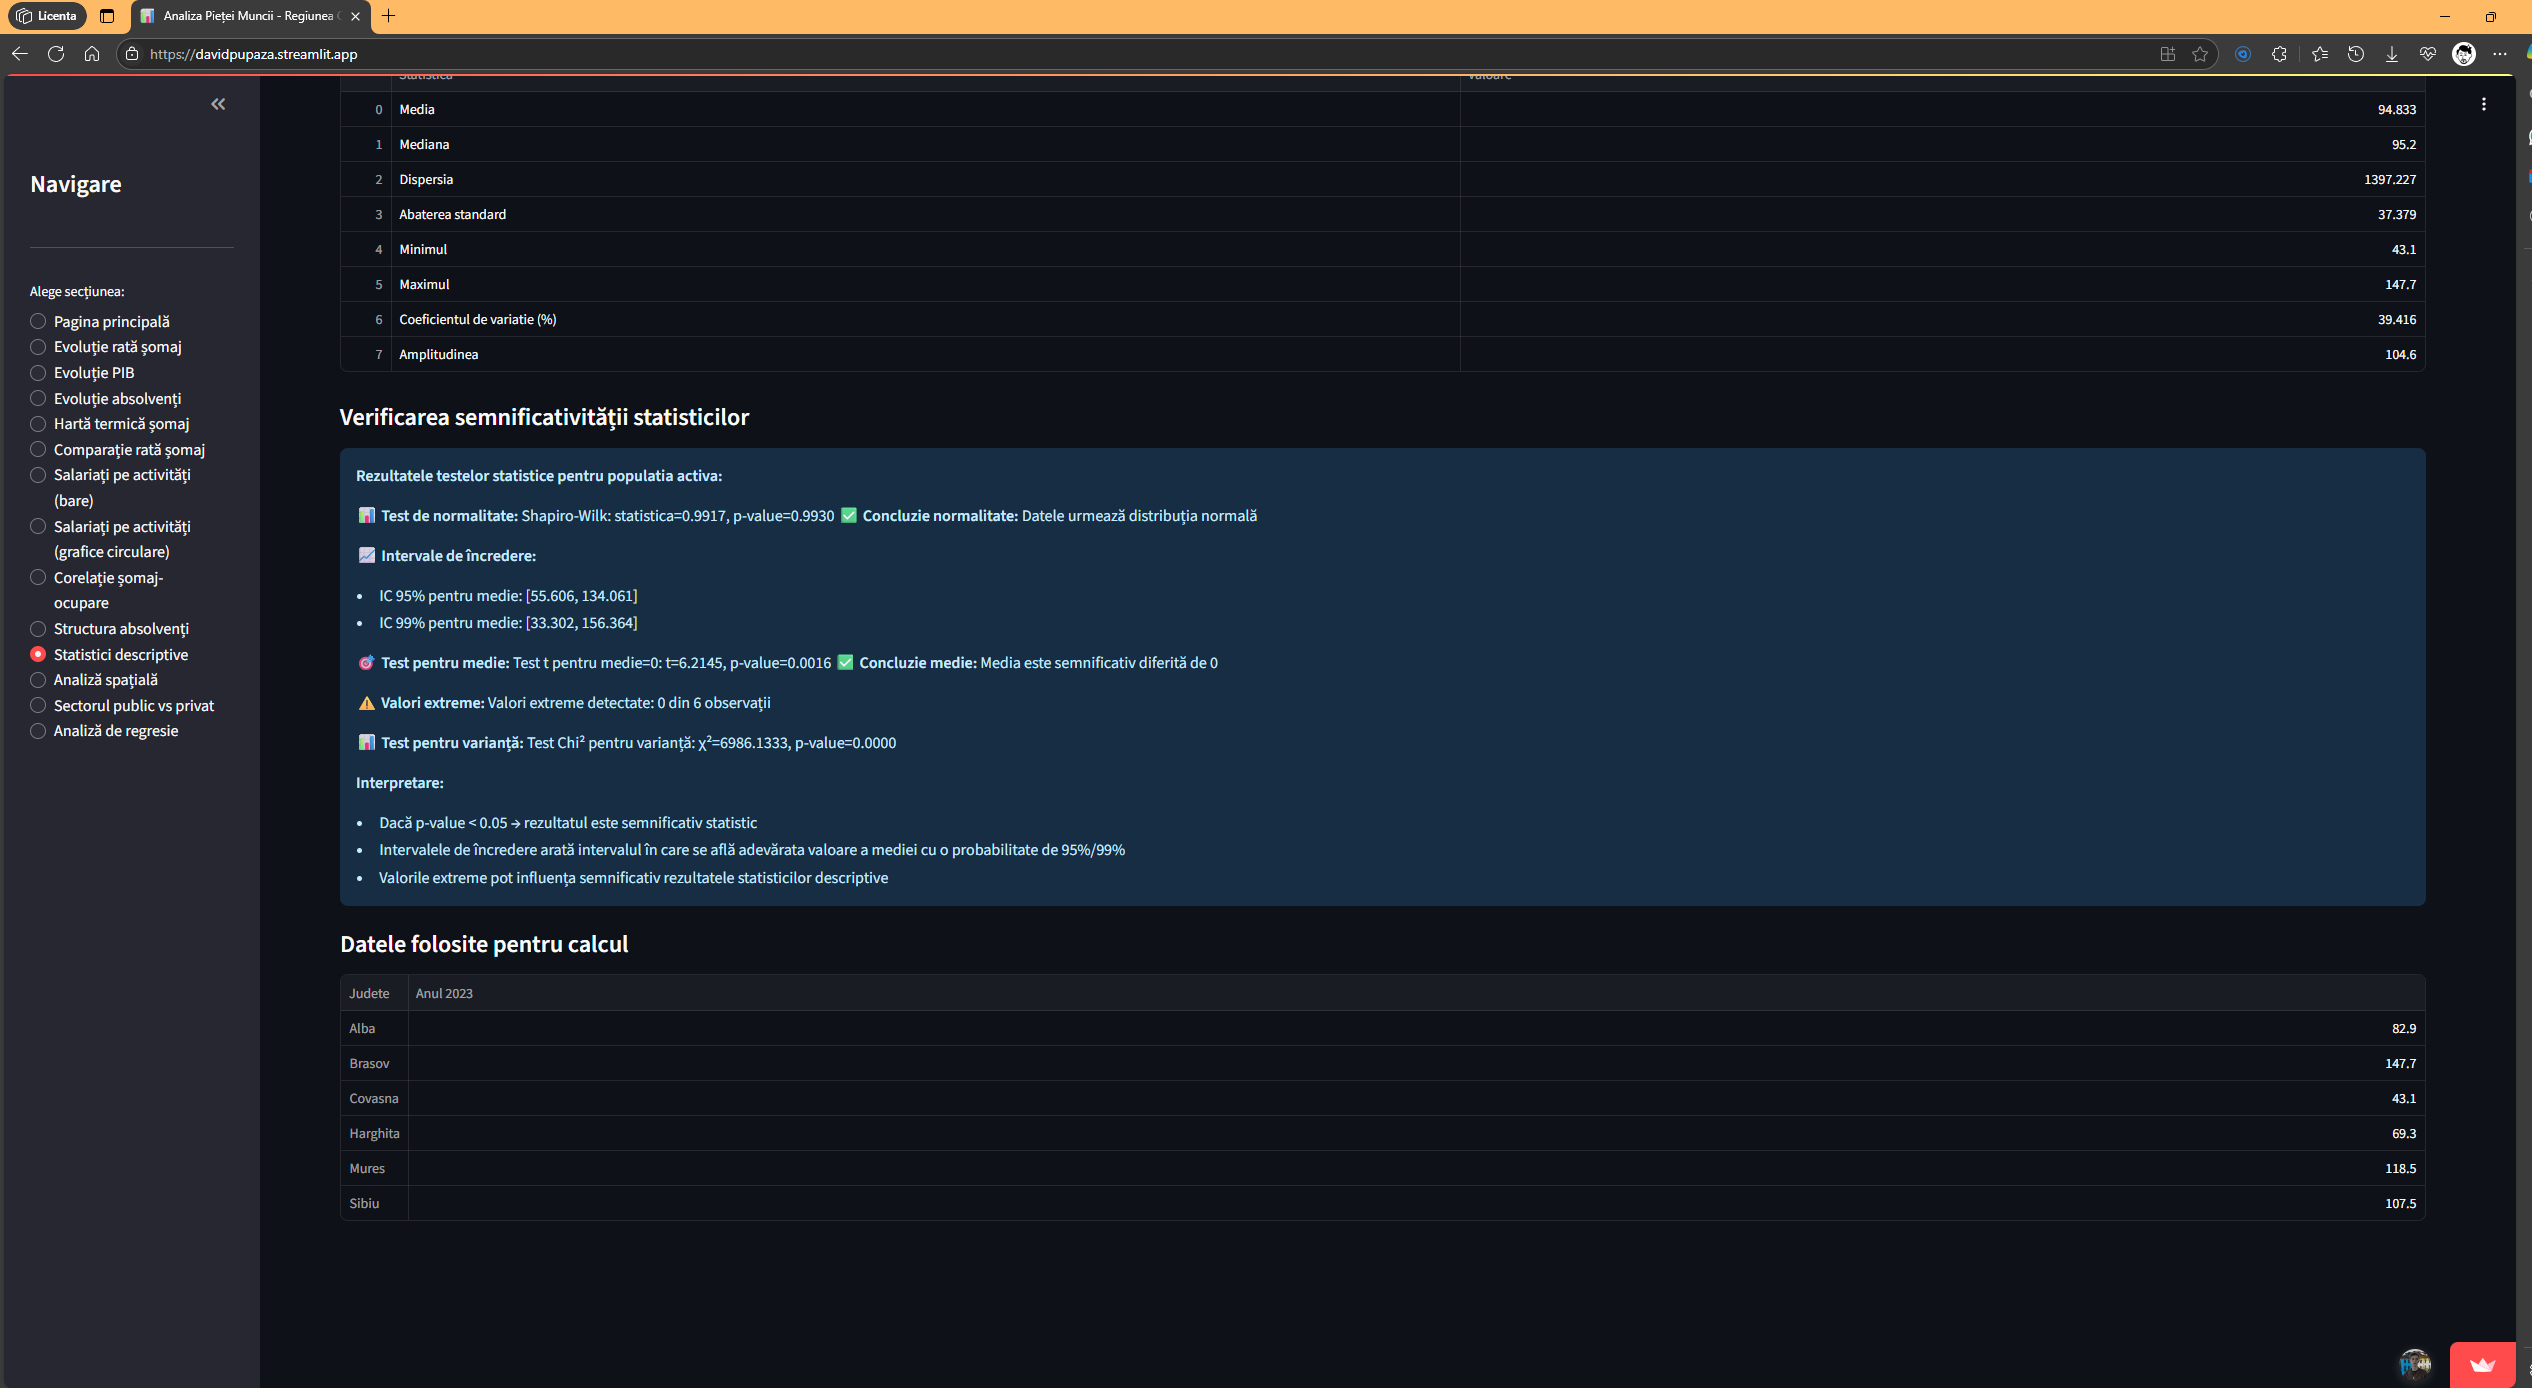 Licenta
Analiza Pieței Muncii - Regiunea
https://davidpupaza.streamlit.app
Navigare
Alege secțiunea:
Pagina principală
Evoluție rată șomaj
Evoluție PIB
Evoluție absolvenți
Hartă termică șomaj
Comparație rată șomaj
Salariați pe activități
(bare)
Salariați pe activități
(grafice circulare)
Corelație șomaj-
ocupare
Structura absolvenți
Statistici descriptive
Analiză spațială
Sectorul public vs privat
Analiză de regresie
Statistica Valoare
0 Media 94.833
1 Mediana 95.2
2 Dispersia 1397.227
3 Abaterea standard 37.379
4 Minimul 43.1
5 Maximul 147.7
6 Coeficientul de variatie (%) 39.416
7 Amplitudinea 104.6
Verificarea semnificativității statisticilor
Rezultatele testelor statistice pentru populatia activa:
📊 Test de normalitate: Shapiro-Wilk: statistica=0.9917, p-value=0.9930 ✅ Concluzie normalitate: Datele urmează distribuția normală
📈 Intervale de încredere:
• IC 95% pentru medie: [55.606, 134.061]
• IC 99% pentru medie: [33.302, 156.364]
🎯 Test pentru medie: Test t pentru medie=0: t=6.2145, p-value=0.0016 ✅ Concluzie medie: Media este semnificativ diferită de 0
⚠️ Valori extreme: Valori extreme detectate: 0 din 6 observații
📊 Test pentru varianță: Test Chi² pentru varianță: χ²=6986.1333, p-value=0.0000
Interpretare:
• Dacă p-value < 0.05 → rezultatul este semnificativ statistic
• Intervalele de încredere arată intervalul în care se află adevărata valoare a mediei cu o probabilitate de 95%/99%
• Valorile extreme pot influența semnificativ rezultatele statisticilor descriptive
Datele folosite pentru calcul
Judete Anul 2023
Alba 82.9
Brasov 147.7
Covasna 43.1
Harghita 69.3
Mures 118.5
Sibiu 107.5